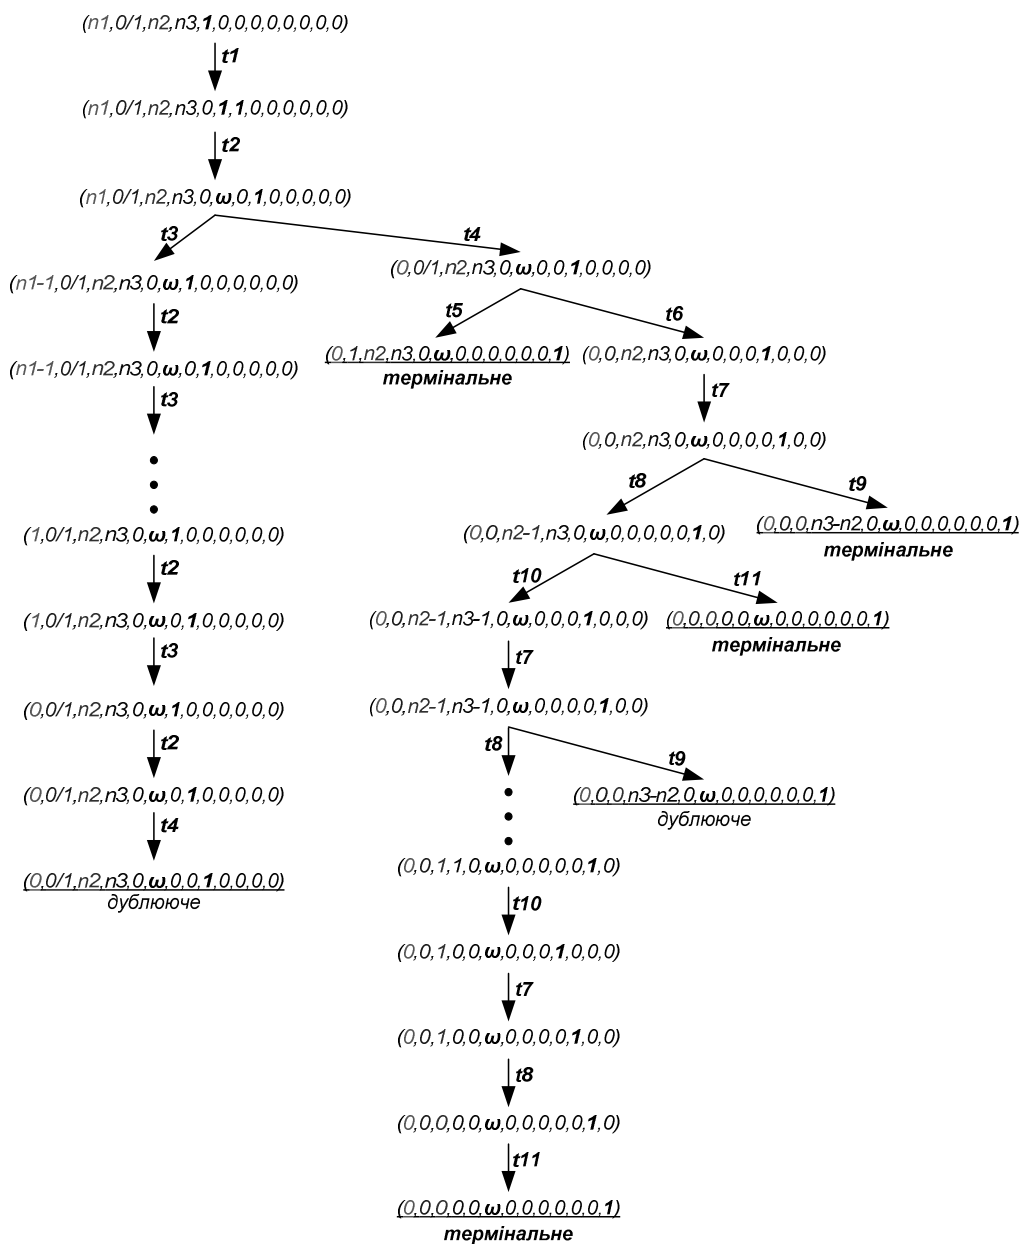 (n1,0/1,n2,n3,1,0,0,0,0,0,0,0,0)
t1
(n1,0/1,n2,n3,0,1,1,0,0,0,0,0,0)
t2
(n1,0/1,n2,n3,0,ω,0,1,0,0,0,0,0)
t3
t4
(n1-1,0/1,n2,n3,0,ω,1,0,0,0,0,0,0)
(0,0/1,n2,n3,0,ω,0,0,1,0,0,0,0)
t2
t5
t6
(n1-1,0/1,n2,n3,0,ω,0,1,0,0,0,0,0)
(0,1,n2,n3,0,ω,0,0,0,0,0,0,1)
термінальне
(0,0,n2,n3,0,ω,0,0,0,1,0,0,0)
t3
t7
(0,0,n2,n3,0,ω,0,0,0,0,1,0,0)
t8
t9
(1,0/1,n2,n3,0,ω,1,0,0,0,0,0,0)
(0,0,n2-1,n3,0,ω,0,0,0,0,0,1,0)
(0,0,0,n3-n2,0,ω,0,0,0,0,0,0,1)
термінальне
t2
t10
t11
(1,0/1,n2,n3,0,ω,0,1,0,0,0,0,0)
(0,0,n2-1,n3-1,0,ω,0,0,0,1,0,0,0)
(0,0,0,0,0,ω,0,0,0,0,0,0,1)
термінальне
t3
t7
(0,0/1,n2,n3,0,ω,1,0,0,0,0,0,0)
(0,0,n2-1,n3-1,0,ω,0,0,0,0,1,0,0)
t2
t8
t9
(0,0/1,n2,n3,0,ω,0,1,0,0,0,0,0)
(0,0,0,n3-n2,0,ω,0,0,0,0,0,0,1)
дублююче
t4
(0,0/1,n2,n3,0,ω,0,0,1,0,0,0,0)
дублююче
(0,0,1,1,0,ω,0,0,0,0,0,1,0)
t10
(0,0,1,0,0,ω,0,0,0,1,0,0,0)
t7
(0,0,1,0,0,ω,0,0,0,0,1,0,0)
t8
(0,0,0,0,0,ω,0,0,0,0,0,1,0)
t11
(0,0,0,0,0,ω,0,0,0,0,0,0,1)
термінальне